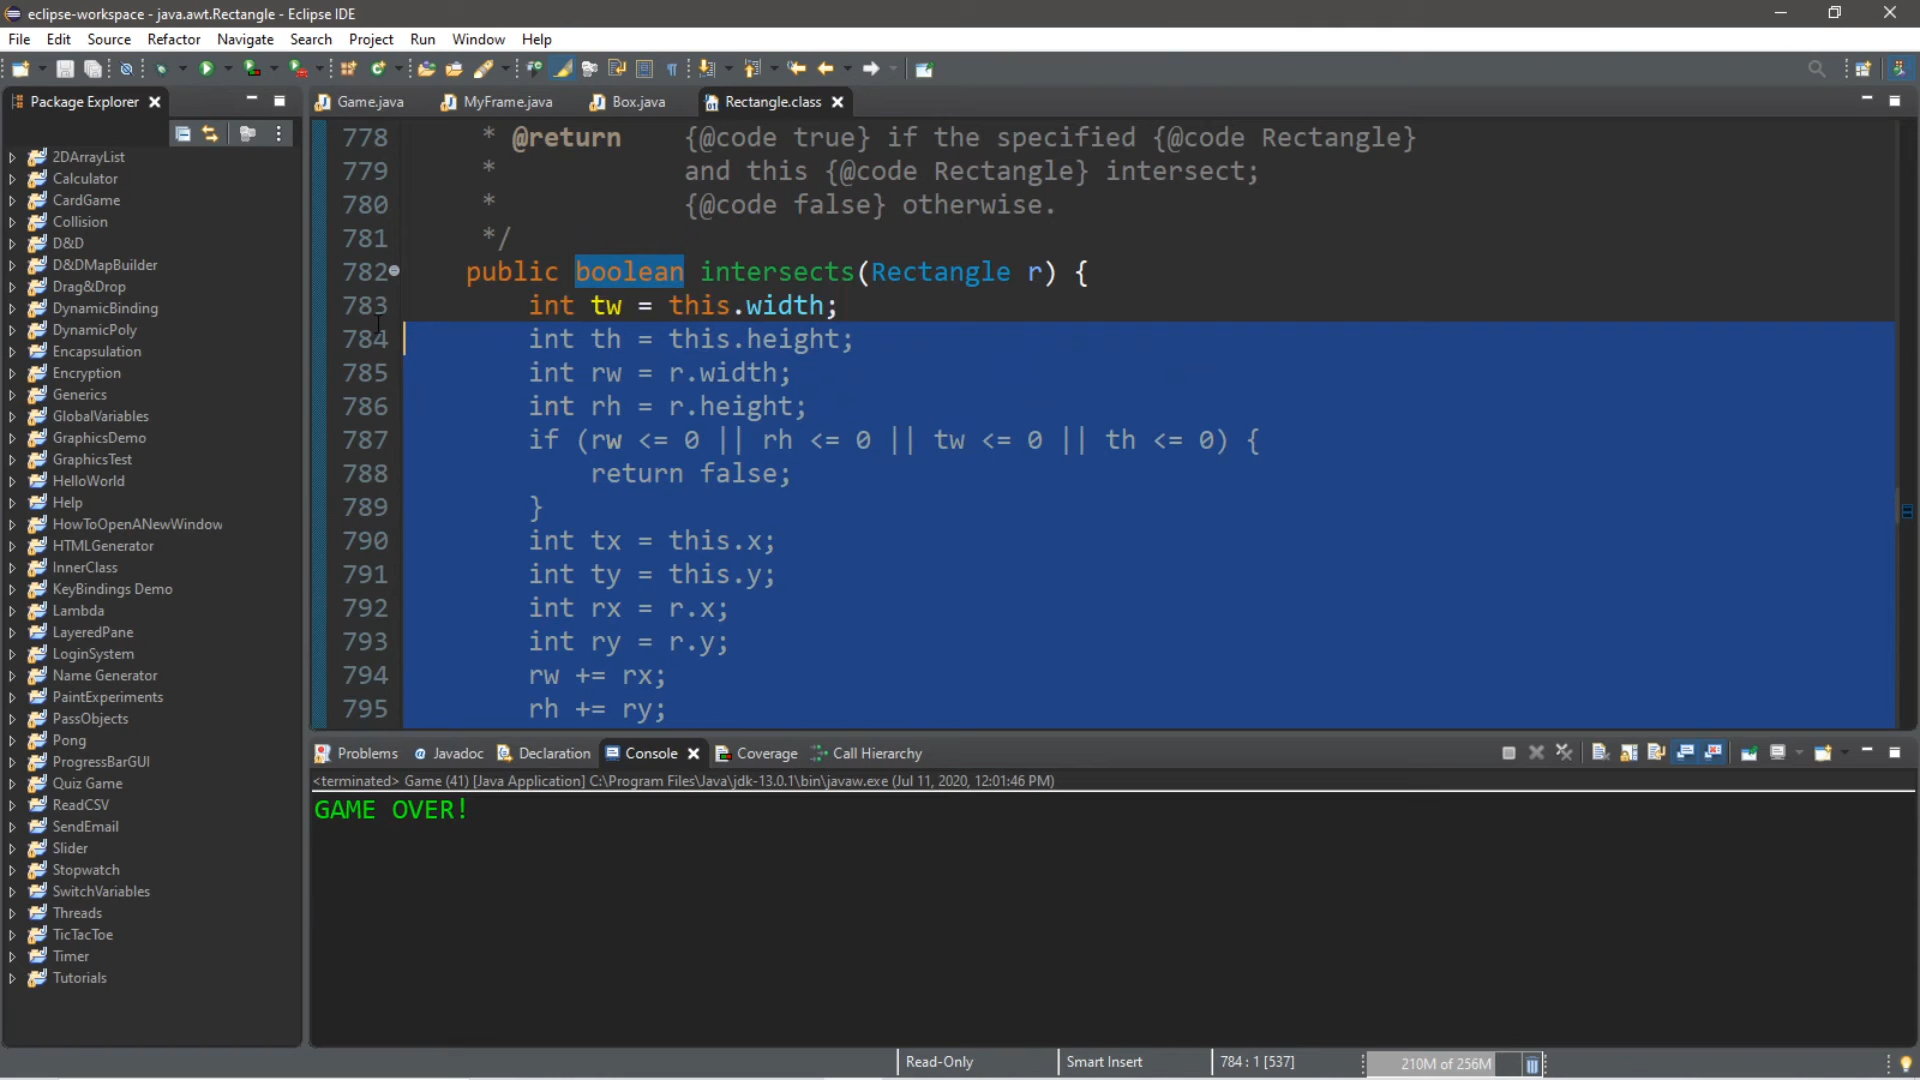 eclipse-workspace - java.awt.Rectangle - Eclipse IDE
File Edit Source Refactor Navigate Search Project Run Window Help
Package Explorer
2DArrayList
Calculator
CardGame
Collision
D&D
D&DMapBuilder
Drag&Drop
DynamicBinding
DynamicPoly
Encapsulation
Encryption
Generics
GlobalVariables
GraphicsDemo
GraphicsTest
HelloWorld
Help
HowToOpenANewWindow
HTMLGenerator
InnerClass
KeyBindings Demo
Lambda
LayeredPane
LoginSystem
Name Generator
PaintExperiments
PassObjects
Pong
ProgressBarGUI
Quiz Game
ReadCSV
SendEmail
Slider
Stopwatch
SwitchVariables
Threads
TicTacToe
Timer
Tutorials
Game.java MyFrame.java Box.java Rectangle.class
778 * @return {@code true} if the specified {@code Rectangle}
779 * and this {@code Rectangle} intersect;
780 * {@code false} otherwise.
781 */
782 public boolean intersects(Rectangle r) {
783 int tw = this.width;
784 int th = this.height;
785 int rw = r.width;
786 int rh = r.height;
787 if (rw <= 0 || rh <= 0 || tw <= 0 || th <= 0) {
788 return false;
789 }
790 int tx = this.x;
791 int ty = this.y;
792 int rx = r.x;
793 int ry = r.y;
794 rw += rx;
795 rh += ry;
Problems Javadoc Declaration Console Coverage Call Hierarchy
<terminated> Game (41) [Java Application] C:\Program Files\Java\jdk-13.0.1\bin\javaw.exe (Jul 11, 2020, 12:01:46 PM)
GAME OVER!
Read-Only Smart Insert 784 : 1 [537] 210M of 256M